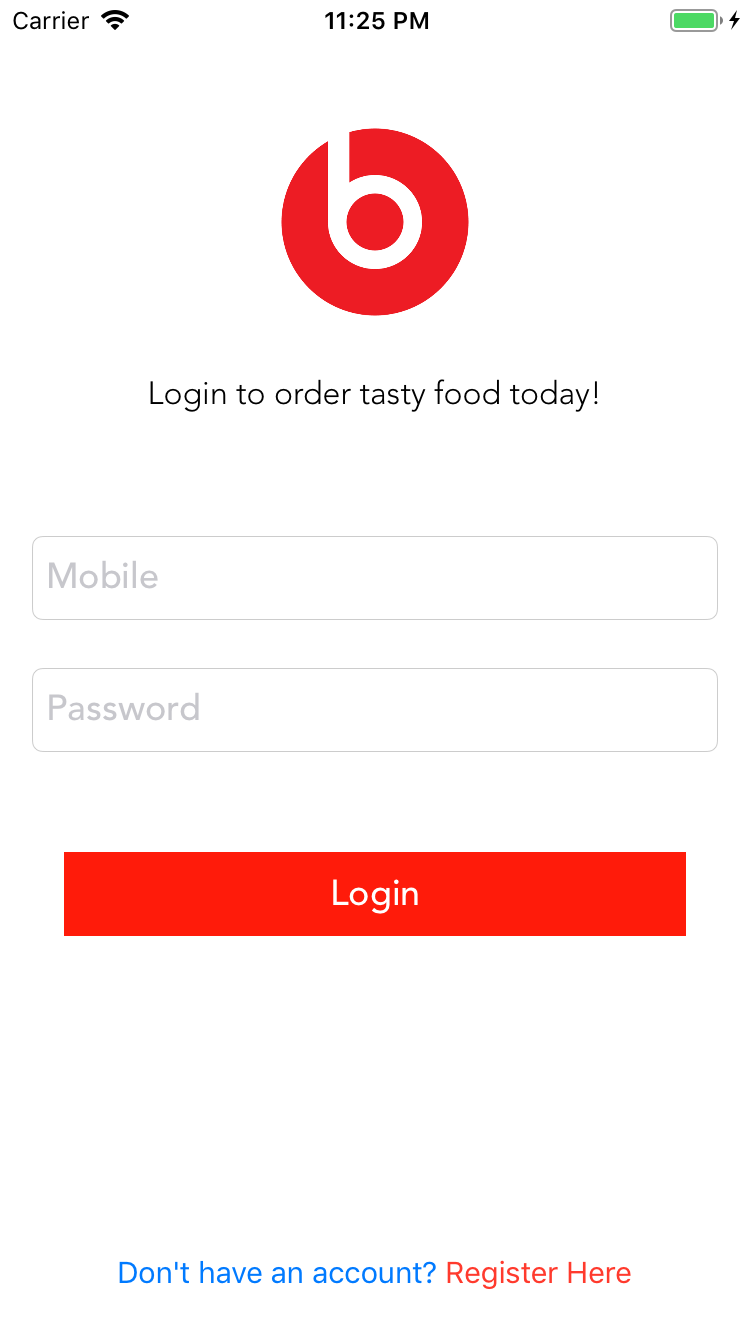 Carrier 11:25 PM
b
Login to order tasty food today!
Mobile
Password
Login
Don't have an account? Register Here